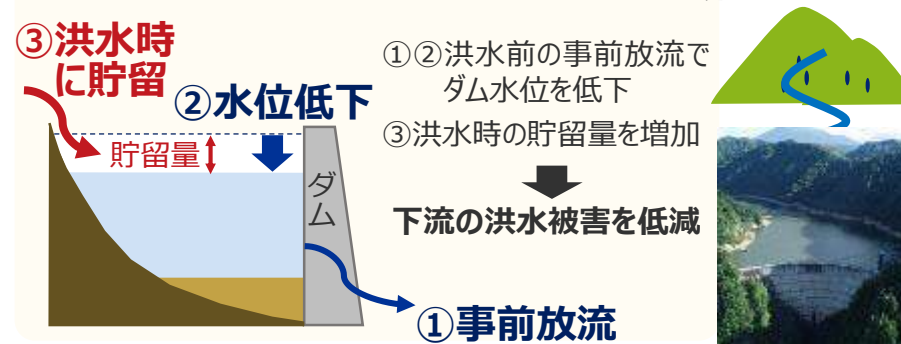 ③洪水時
に貯留
②水位低下
貯留量
ダム
①事前放流
①②洪水前の事前放流で
ダム水位を低下
③洪水時の貯留量を増加
下流の洪水被害を低減